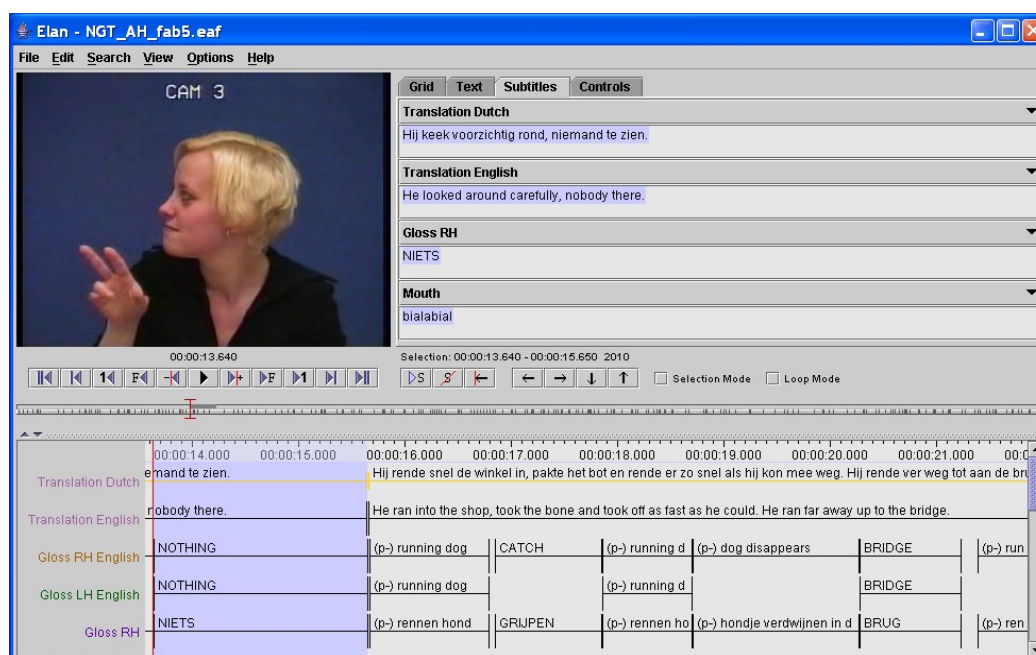 Elan - NGT_AH_fab5.eaf
File Edit Search View Options Help
CAM 3
Grid Text Subtitles Controls
Translation Dutch
Hij keek voorzichtig rond, niemand te zien.
Translation English
He looked around carefully, nobody there.
Gloss RH
NIETS
Mouth
bialabial
00:00:13.640
Selection: 00:00:13.640 - 00:00:15.650 2010
1 F F 1 S S Selection Mode Loop Mode
00:00:14.000 00:00:15.000 00:00:16.000 00:00:17.000 00:00:18.000 00:00:19.000 00:00:20.000 00:00:21.000 00:0
Translation Dutch emand te zien. Hij rende snel de winkel in, pakte het bot en rende er zo snel als hij kon mee weg. Hij rende ver weg tot aan de bru
Translation English nobody there. He ran into the shop, took the bone and took off as fast as he could. He ran far away up to the bridge.
Gloss RH English NOTHING (p-) running dog CATCH (p-) running d (p-) dog disappears BRIDGE (p-) run
Gloss LH English NOTHING (p-) running dog (p-) running d BRIDGE
Gloss RH NIETS (p-) rennen hond GRIJPEN (p-) rennen ho (p-) hondje verdwijnen in d BRUG (p-) ren